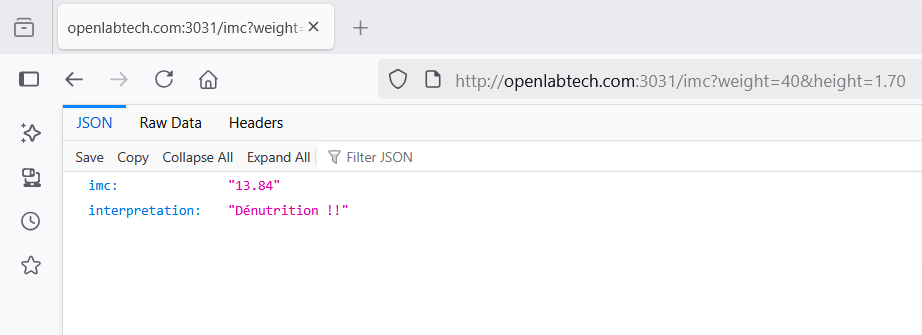 openlabtech.com:3031/imc?weight=
http://openlabtech.com:3031/imc?weight=40&height=1.70
JSON Raw Data Headers
Save Copy Collapse All Expand All Filter JSON
imc: "13.84"
interpretation: "Dénutrition !!"